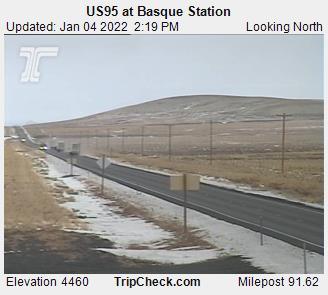 US95 at Basque Station
Updated: Jan 04 2022 2:19 PM Looking North
Elevation 4460 TripCheck.com Milepost 91.62